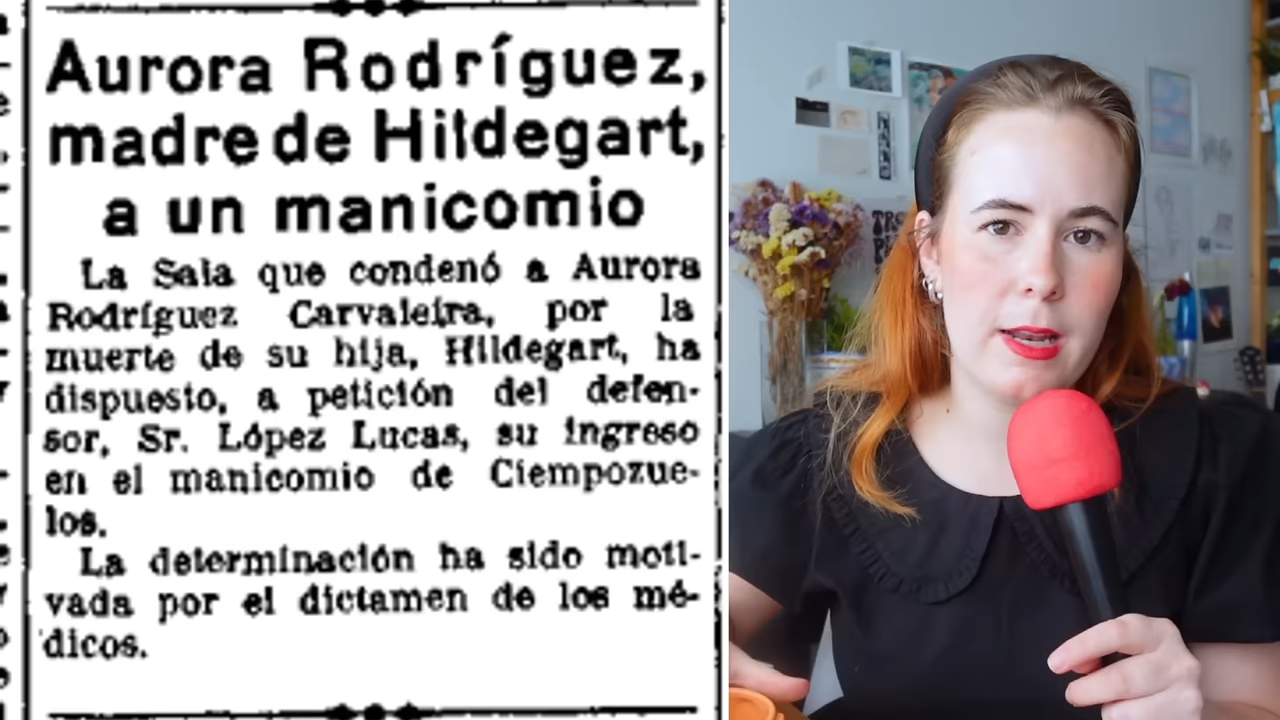 Aurora Rodríguez,
madre de Hildegart,
a un manicomio
La Sala que condenó a Aurora
Rodríguez Carvaleira, por la
muerte de su hija, Hildegart, ha
dispuesto, a petición del defen-
sor, Sr. López Lucas, su ingreso
en el manicomio de Ciempozue-
los.
La determinación ha sido moti-
vada por el dictamen de los mé-
dicos.